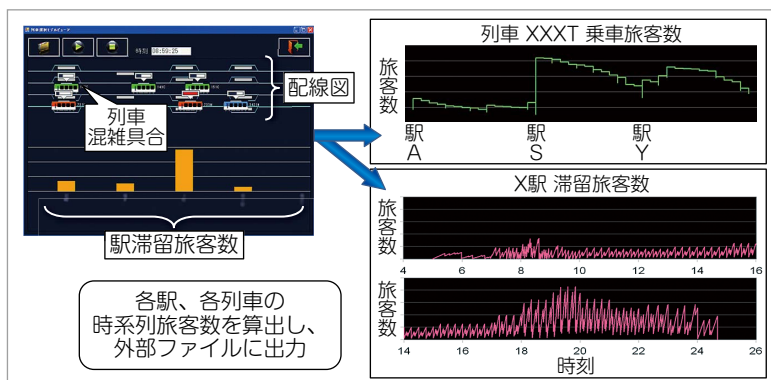 時刻 08:59:25
配線図
列車
混雑具合
駅滞留旅客数
各駅、各列車の
時系列旅客数を算出し、
外部ファイルに出力
列車 XXXT 乗車旅客数
旅客数
駅 駅 駅
A S Y
X駅 滞留旅客数
旅客数
4 6 8 10 12 14 16
旅客数
14 16 18 20 22 24 26
時刻